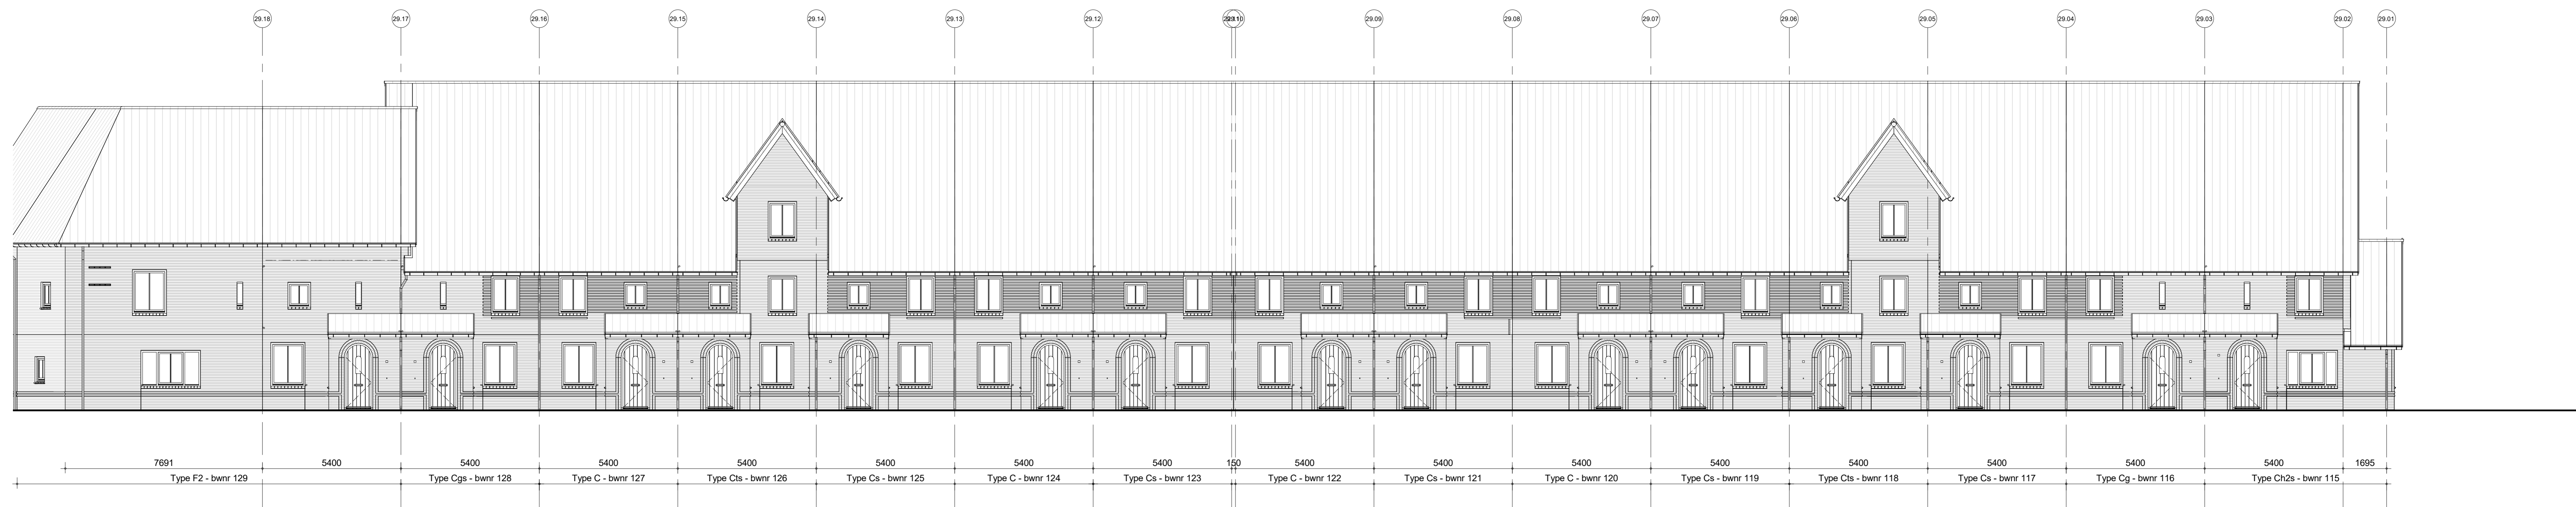 29.18 29.17 29.16 29.15 29.14 29.13 29.12 29.10 29.09 29.08 29.07 29.06 29.05 29.04 29.03 29.02 29.01
7691 5400 5400 5400 5400 5400 5400 5400 150 5400 5400 5400 5400 5400 5400 5400 5400 1695
Type F2 - bwnr 129 Type Cgs - bwnr 128 Type C - bwnr 127 Type Cts - bwnr 126 Type Cs - bwnr 125 Type C - bwnr 124 Type Cs - bwnr 123 Type C - bwnr 122 Type Cs - bwnr 121 Type C - bwnr 120 Type Cs - bwnr 119 Type Cts - bwnr 118 Type Cs - bwnr 117 Type Cg - bwnr 116 Type Ch2s - bwnr 115